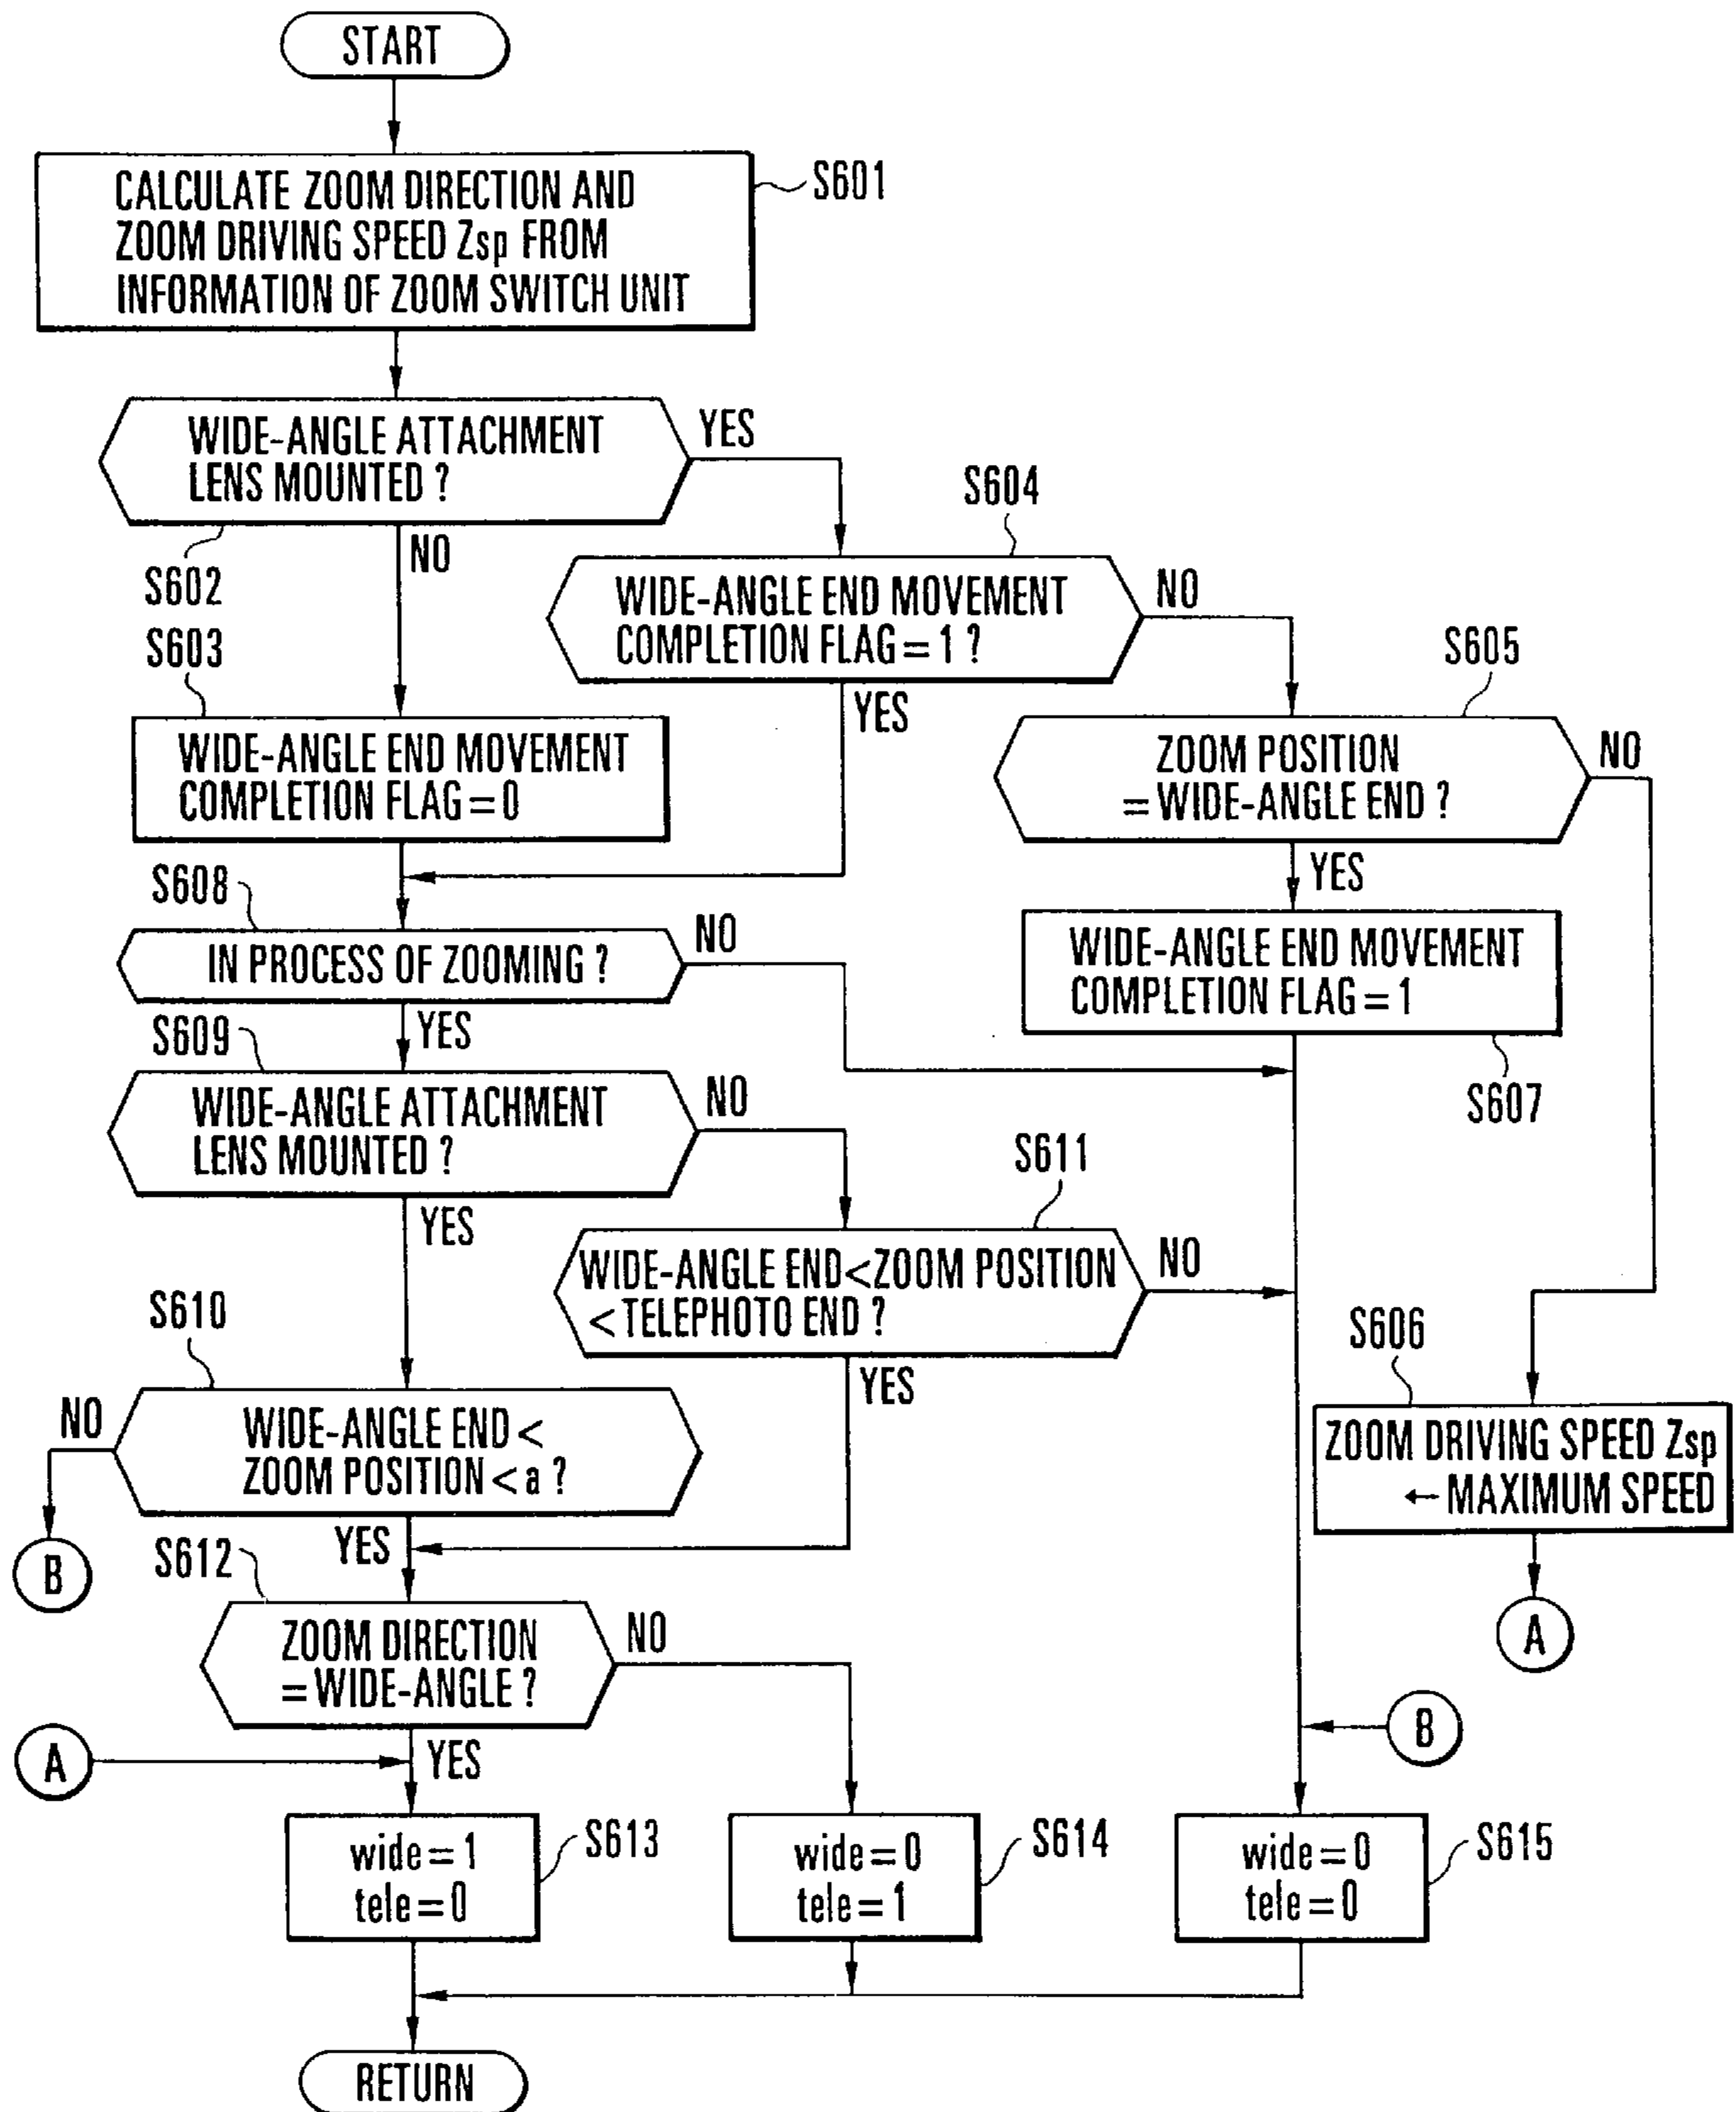 START
CALCULATE ZOOM DIRECTION AND
ZOOM DRIVING SPEED Zsp FROM
INFORMATION OF ZOOM SWITCH UNIT
S601
WIDE-ANGLE ATTACHMENT
LENS MOUNTED ?
YES
S602
NO
S604
WIDE-ANGLE END MOVEMENT
COMPLETION FLAG = 1 ?
NO
YES
S603
WIDE-ANGLE END MOVEMENT
COMPLETION FLAG = 0
S605
ZOOM POSITION
= WIDE-ANGLE END ?
NO
YES
S608
IN PROCESS OF ZOOMING ?
NO
YES
WIDE-ANGLE END MOVEMENT
COMPLETION FLAG = 1
S607
S609
WIDE-ANGLE ATTACHMENT
LENS MOUNTED ?
NO
YES
S611
WIDE-ANGLE END < ZOOM POSITION
< TELEPHOTO END ?
NO
YES
S610
WIDE-ANGLE END <
ZOOM POSITION < a ?
NO
B
YES
S606
ZOOM DRIVING SPEED Zsp
← MAXIMUM SPEED
A
S612
ZOOM DIRECTION
= WIDE-ANGLE ?
NO
A
YES
B
wide = 1
tele = 0
S613
wide = 0
tele = 1
S614
wide = 0
tele = 0
S615
RETURN